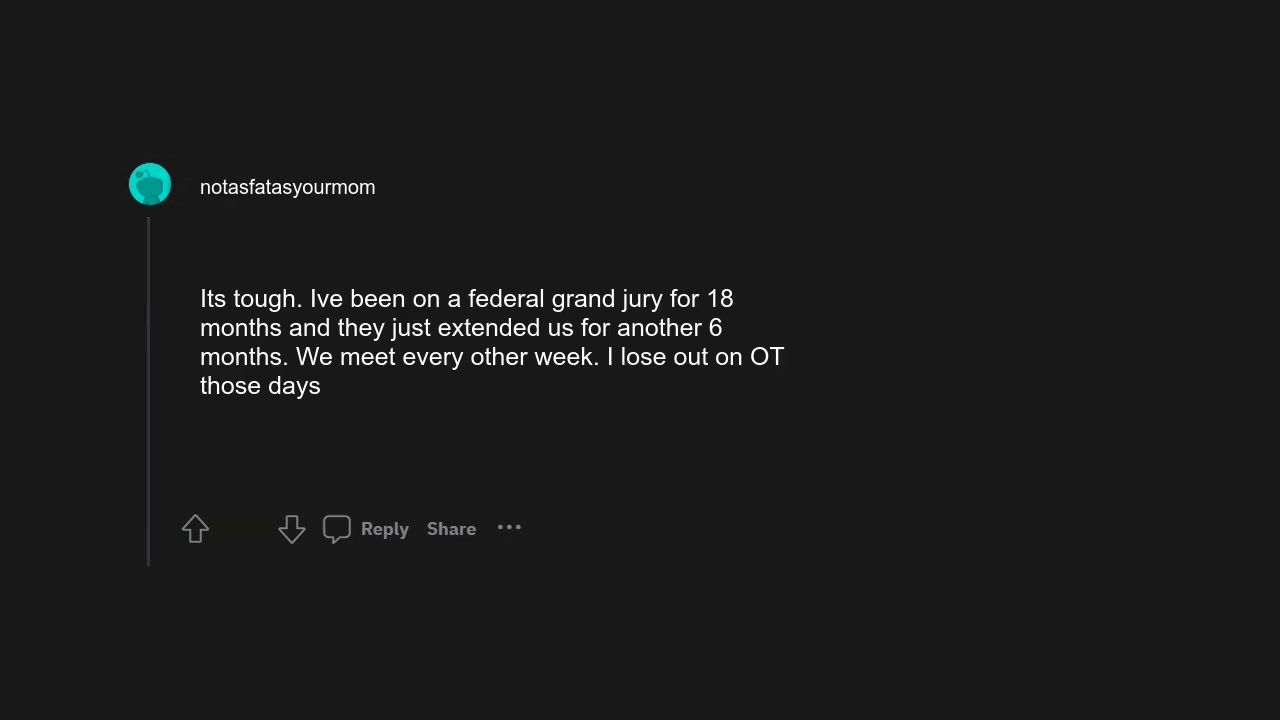 notasfatasyourmom
Its tough. Ive been on a federal grand jury for 18
months and they just extended us for another 6
months. We meet every other week. I lose out on OT
those days
Reply Share